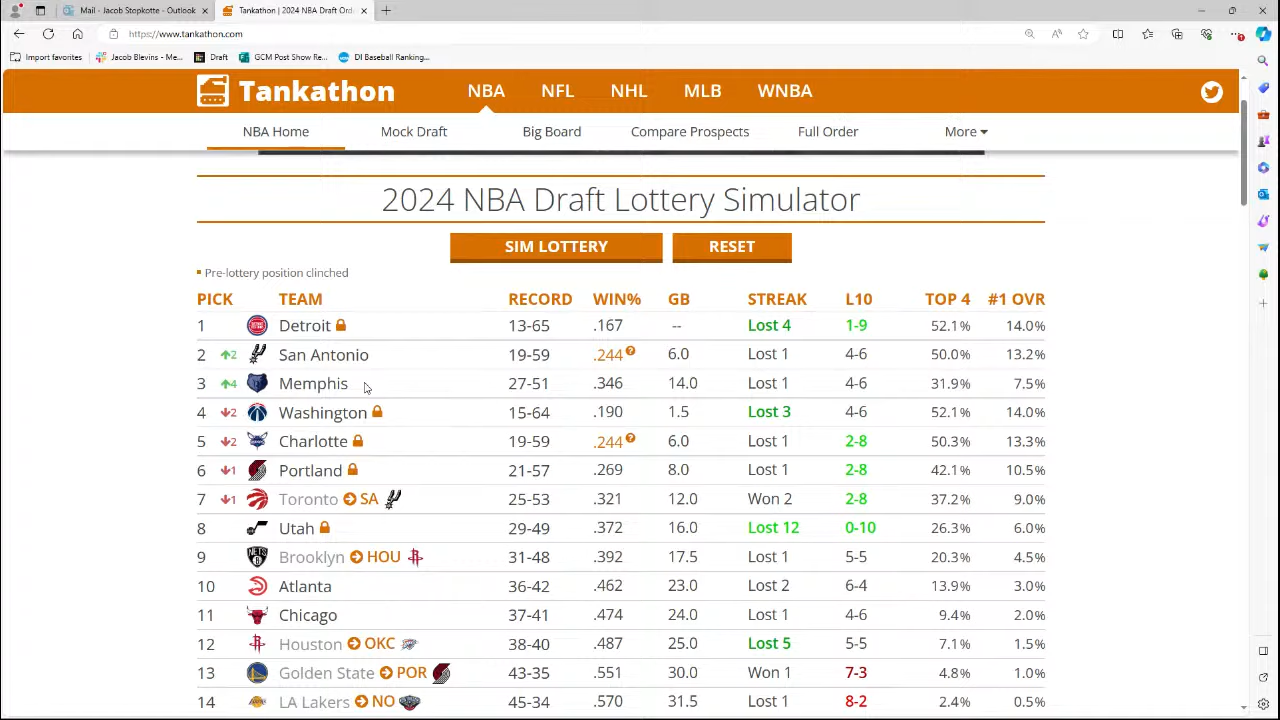 Mail - Jacob Stopkotte - Outlook
Tankathon | 2024 NBA Draft Ord
https://www.tankathon.com
Import favorites
Jacob Blevins - Me...
Draft
GCM Post Show Re...
DI Baseball Ranking...
Tankathon NBA NFL NHL MLB WNBA
NBA Home Mock Draft Big Board Compare Prospects Full Order More
2024 NBA Draft Lottery Simulator
SIM LOTTERY RESET
Pre-lottery position clinched
PICK TEAM RECORD WIN% GB STREAK L10 TOP 4 #1 OVR
1 Detroit 13-65 .167 -- Lost 4 1-9 52.1% 14.0%
2 2 San Antonio 19-59 .244 ? 6.0 Lost 1 4-6 50.0% 13.2%
3 4 Memphis 27-51 .346 14.0 Lost 1 4-6 31.9% 7.5%
4 2 Washington 15-64 .190 1.5 Lost 3 4-6 52.1% 14.0%
5 2 Charlotte 19-59 .244 ? 6.0 Lost 1 2-8 50.3% 13.3%
6 1 Portland 21-57 .269 8.0 Lost 1 2-8 42.1% 10.5%
7 1 Toronto SA 25-53 .321 12.0 Won 2 2-8 37.2% 9.0%
8 Utah 29-49 .372 16.0 Lost 12 0-10 26.3% 6.0%
9 Brooklyn HOU 31-48 .392 17.5 Lost 1 5-5 20.3% 4.5%
10 Atlanta 36-42 .462 23.0 Lost 2 6-4 13.9% 3.0%
11 Chicago 37-41 .474 24.0 Lost 1 4-6 9.4% 2.0%
12 Houston OKC 38-40 .487 25.0 Lost 5 5-5 7.1% 1.5%
13 Golden State POR 43-35 .551 30.0 Won 1 7-3 4.8% 1.0%
14 LA Lakers NO 45-34 .570 31.5 Lost 1 8-2 2.4% 0.5%